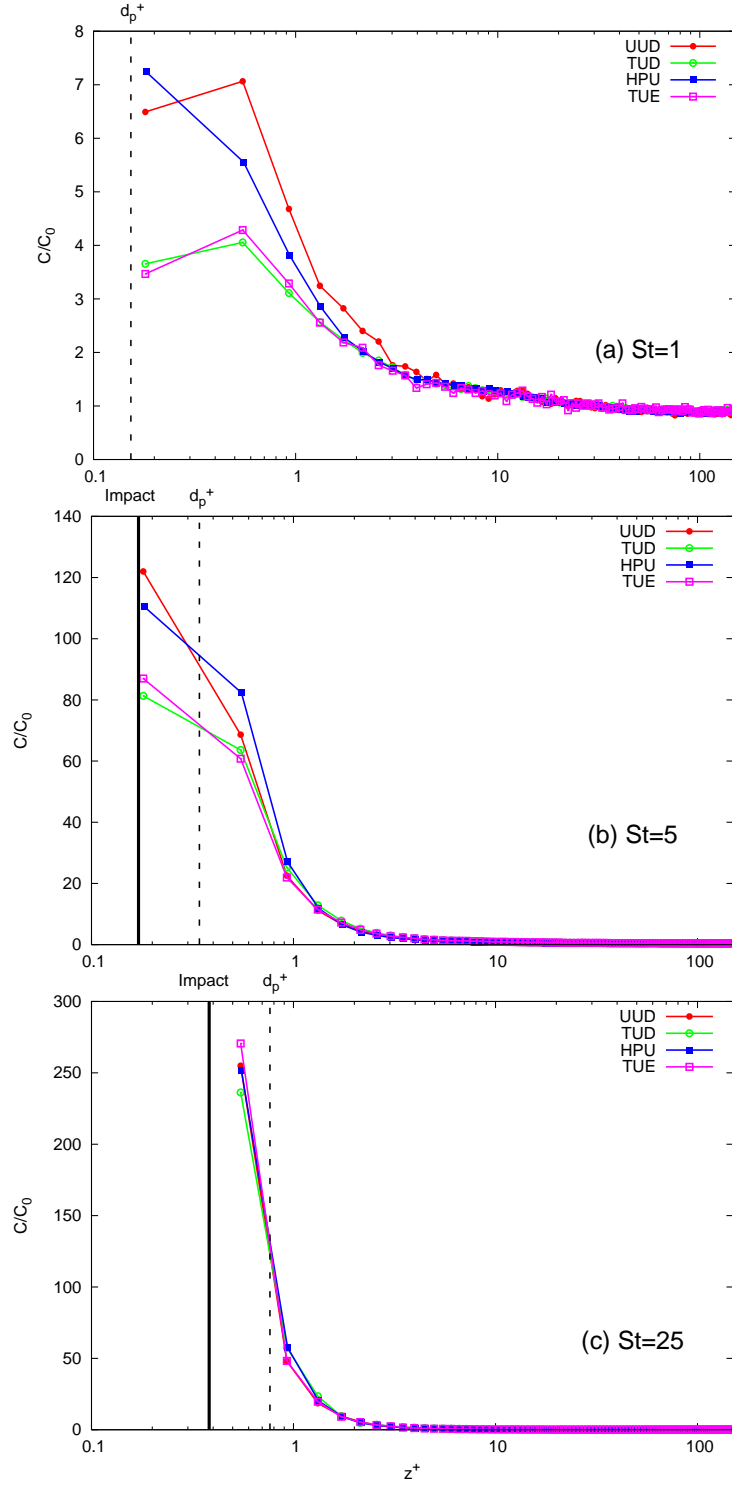 d_p^+
8
7
6
5
4
3
2
1
0
C/C_0
UUD
TUD
HPU
TUE
(a) St=1
0.1 1 10 100
Impact d_p^+
140
120
100
80
60
40
20
0
C/C_0
UUD
TUD
HPU
TUE
(b) St=5
0.1 1 10 100
Impact d_p^+
300
250
200
150
100
50
0
C/C_0
UUD
TUD
HPU
TUE
(c) St=25
0.1 1 10 100
z^+